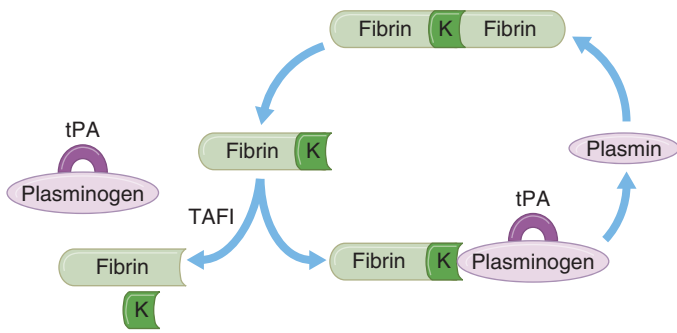 Fibrin K Fibrin
tPA
Plasminogen
Fibrin K
Plasmin
TAFI
tPA
Fibrin
K
Fibrin K Plasminogen